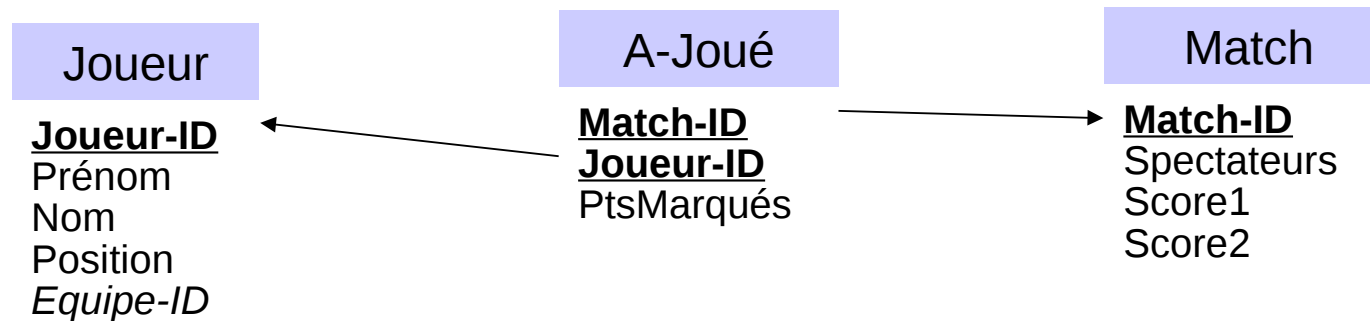 Joueur
Joueur-ID
Prénom
Nom
Position
Equipe-ID
A-Joué
Match-ID
Joueur-ID
PtsMarqués
Match
Match-ID
Spectateurs
Score1
Score2